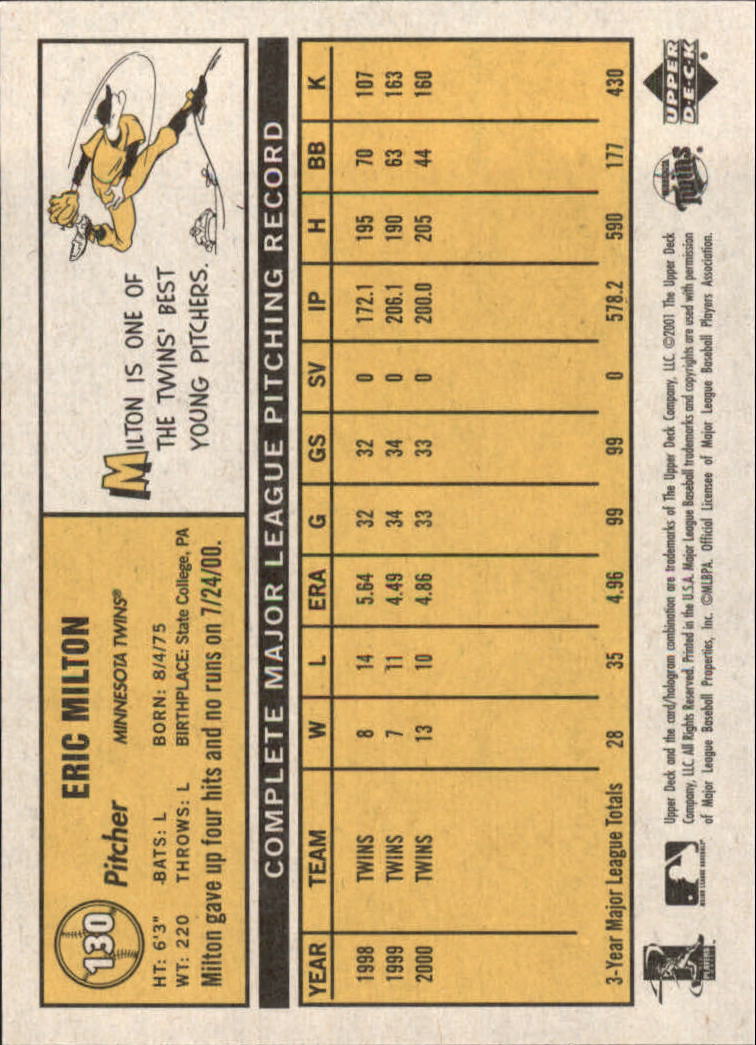 130
ERIC MILTON
Pitcher MINNESOTA TWINS®
HT: 6'3" BATS: L BORN: 8/4/75
WT: 220 THROWS: L BIRTHPLACE: State College, PA
Milton gave up four hits and no runs on 7/24/00.
MILTON IS ONE OF
THE TWINS' BEST
YOUNG PITCHERS.
COMPLETE MAJOR LEAGUE PITCHING RECORD
YEAR TEAM W L ERA G GS SV IP H BB K
1998 TWINS 8 14 5.64 32 32 0 172.1 195 70 107
1999 TWINS 7 11 4.49 34 34 0 206.1 190 63 163
2000 TWINS 13 10 4.86 33 33 0 200.0 205 44 160
3-Year Major League Totals 28 35 4.96 99 99 0 578.2 590 177 430
Upper Deck and the card/hologram combination are trademarks of The Upper Deck Company, LLC. ©2001 The Upper Deck
Company, LLC. All Rights Reserved. Printed in the U.S.A. Major League Baseball trademarks and copyrights are used with permission
of Major League Baseball Properties, Inc. ©MLBPA. Official Licensee of Major League Baseball Players Association.
Twins
UPPER
DECK